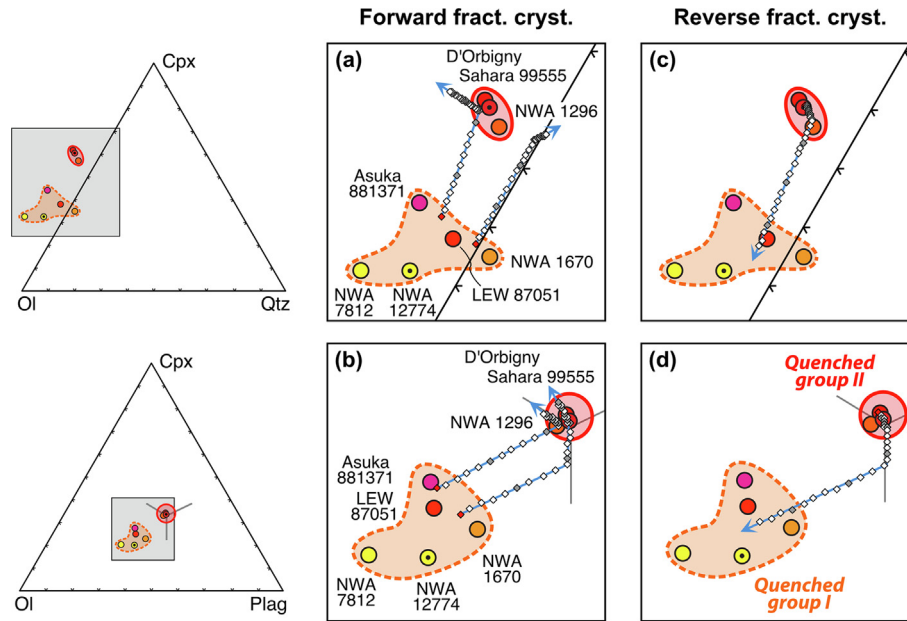 Forward fract. cryst.
Reverse fract. cryst.
Cpx
Ol
Qtz
(a)
D'Orbigny
Sahara 99555
NWA 1296
Asuka
881371
NWA 1670
LEW 87051
NWA
7812
NWA
12774
(c)
Cpx
Ol
Plag
(b)
D'Orbigny
Sahara 99555
NWA 1296
Asuka
881371
LEW
87051
NWA
7812
NWA
12774
NWA
1670
(d)
Quenched
group II
Quenched
group I